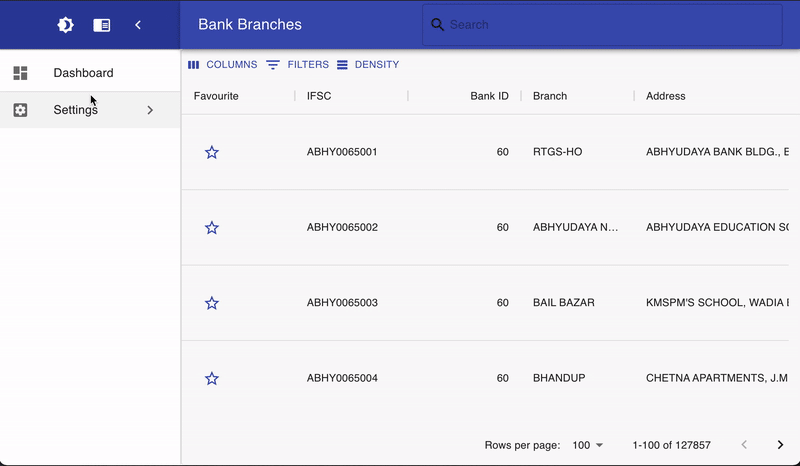 Bank Branches
Search
Dashboard
Settings
COLUMNS FILTERS DENSITY
Favourite IFSC Bank ID Branch Address
ABHY0065001 60 RTGS-HO ABHYUDAYA BANK BLDG.,
ABHY0065002 60 ABHYUDAYA N... ABHYUDAYA EDUCATION
ABHY0065003 60 BAIL BAZAR KMSPM'S SCHOOL, WADIA
ABHY0065004 60 BHANDUP CHETNA APARTMENTS, J.M
Rows per page: 100 1-100 of 127857